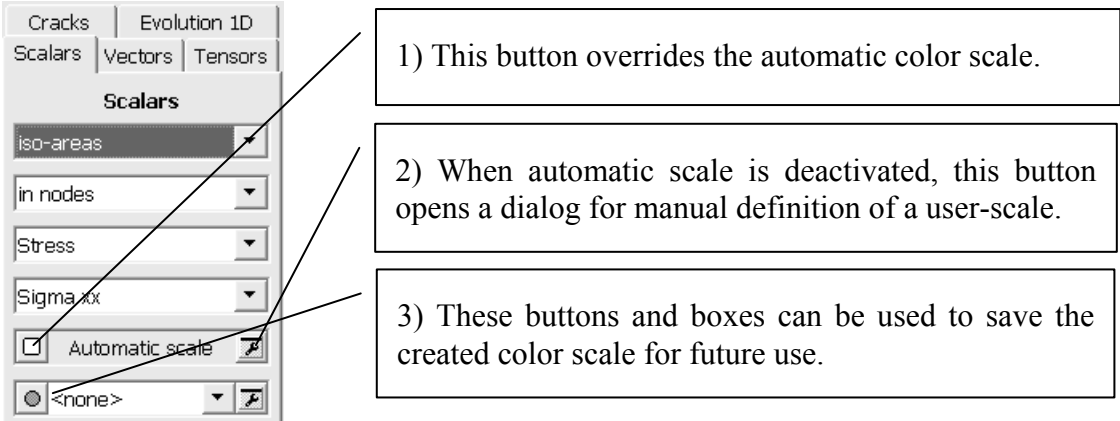 Cracks Evolution 1D
Scalars Vectors Tensors
Scalars
iso-areas
in nodes
Stress
Sigma xx
Automatic scale
<none>
1) This button overrides the automatic color scale.
2) When automatic scale is deactivated, this button
opens a dialog for manual definition of a user-scale.
3) These buttons and boxes can be used to save the
created color scale for future use.